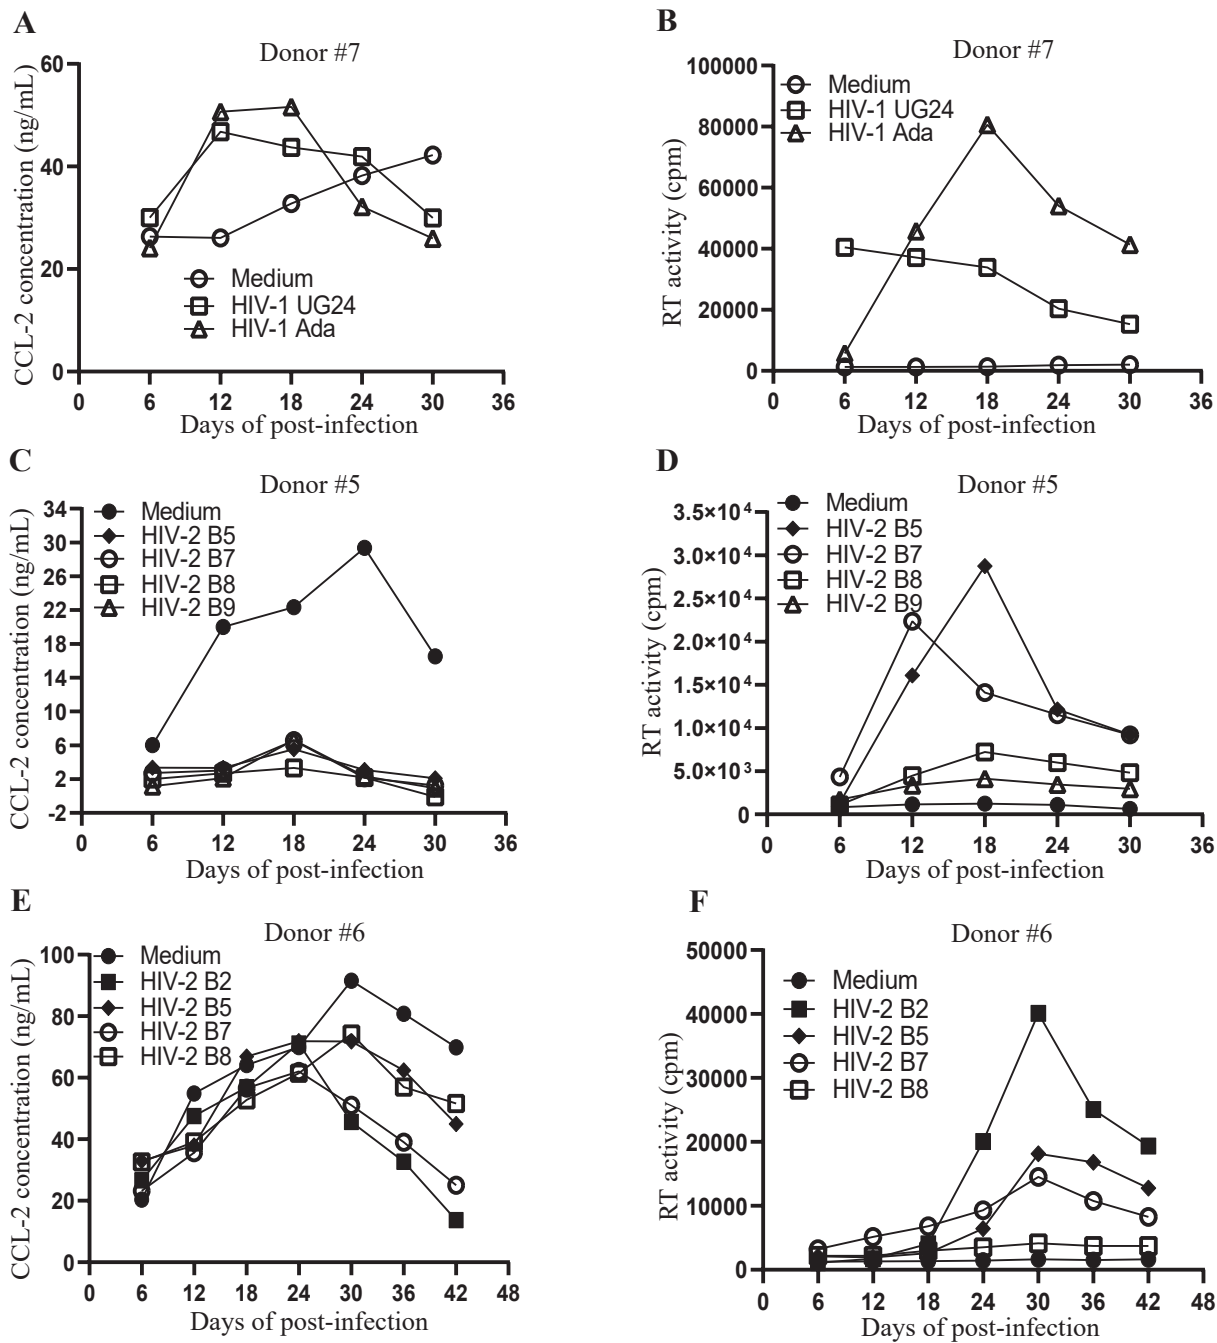 A
Donor #7
CCL-2 concentration (ng/mL)
60
40
20
0
Medium
HIV-1 UG24
HIV-1 Ada
0 6 12 18 24 30 36
Days of post-infection
B
Donor #7
RT activity (cpm)
100000
80000
60000
40000
20000
0
Medium
HIV-1 UG24
HIV-1 Ada
0 6 12 18 24 30 36
Days of post-infection
C
Donor #5
CCL-2 concentration (ng/mL)
34
30
26
22
18
14
10
6
2
-2
Medium
HIV-2 B5
HIV-2 B7
HIV-2 B8
HIV-2 B9
0 6 12 18 24 30 36
Days of post-infection
D
Donor #5
RT activity (cpm)
3.5×10⁴
3.0×10⁴
2.5×10⁴
2.0×10⁴
1.5×10⁴
1.0×10⁴
5.0×10³
0
Medium
HIV-2 B5
HIV-2 B7
HIV-2 B8
HIV-2 B9
0 6 12 18 24 30 36
Days of post-infection
E
Donor #6
CCL-2 concentration (ng/mL)
100
80
60
40
20
0
Medium
HIV-2 B2
HIV-2 B5
HIV-2 B7
HIV-2 B8
0 6 12 18 24 30 36 42 48
Days of post-infection
F
Donor #6
RT activity (cpm)
50000
40000
30000
20000
10000
0
Medium
HIV-2 B2
HIV-2 B5
HIV-2 B7
HIV-2 B8
0 6 12 18 24 30 36 42 48
Days of post-infection